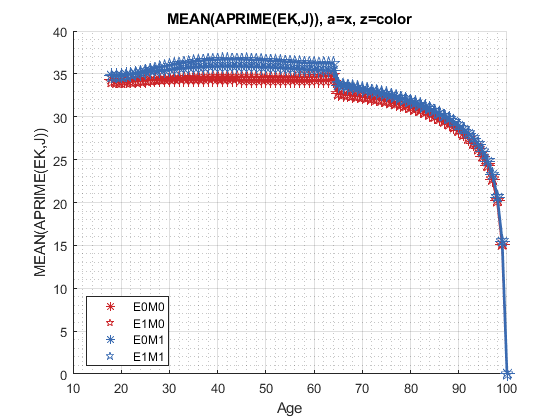 MEAN(APRIME(EK,J)), a=x, z=color
MEAN(APRIME(EK,J))
40
35
30
25
20
15
10
5
0
E0M0
E1M0
E0M1
E1M1
10 20 30 40 50 60 70 80 90 100
Age